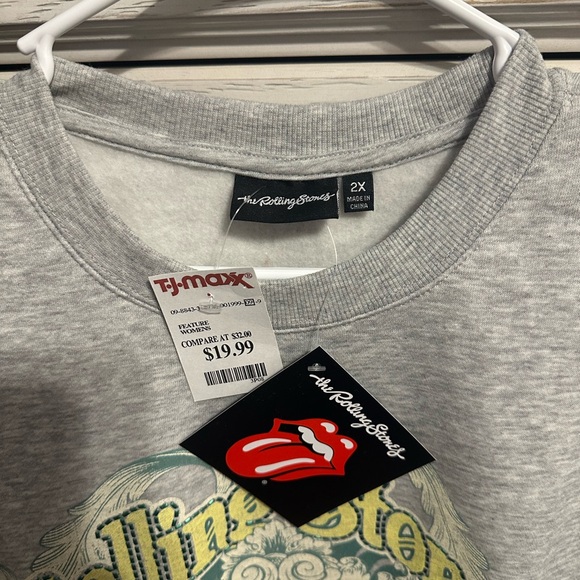 the Rolling Stones
2X
MADE IN
CHINA
T·J·maxx®
FEATURE
WOMENS
COMPARE AT $32.00
$19.99
the Rolling Stones